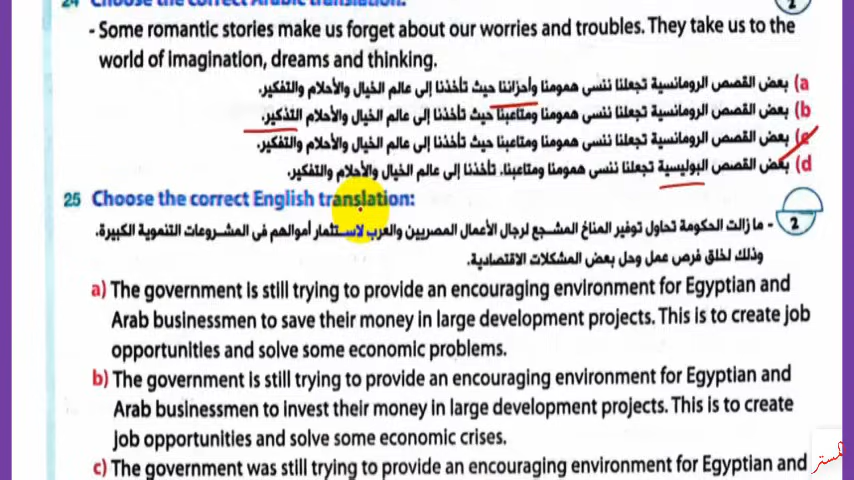 24 Choose the correct Arabic translation:
2
- Some romantic stories make us forget about our worries and troubles. They take us to the
world of imagination, dreams and thinking.
a) بعض القصص الرومانسية تجعلنا ننسى همومنا وأحزاننا حيث تأخذنا إلى عالم الخيال والأحلام والتفكير.
b) بعض القصص الرومانسية تجعلنا ننسى همومنا ومتاعبنا حيث تأخذنا إلى عالم الخيال والأحلام التذكير.
c) بعض القصص الرومانسية تجعلنا ننسى همومنا ومتاعبنا حيث تأخذنا إلى عالم الخيال والأحلام والتفكير.
d) بعض القصص البوليسية تجعلنا ننسى همومنا ومتاعبنا. تأخذنا إلى عالم الخيال والأحلام والتفكير.
25 Choose the correct English translation:
2
- ما زالت الحكومة تحاول توفير المناخ المشجع لرجال الأعمال المصريين والعرب لاستثمار أموالهم فى المشروعات التنموية الكبيرة.
وذلك لخلق فرص عمل وحل بعض المشكلات الاقتصادية.
a) The government is still trying to provide an encouraging environment for Egyptian and
Arab businessmen to save their money in large development projects. This is to create job
opportunities and solve some economic problems.
b) The government is still trying to provide an encouraging environment for Egyptian and
Arab businessmen to invest their money in large development projects. This is to create
job opportunities and solve some economic crises.
c) The government was still trying to provide an encouraging environment for Egyptian and